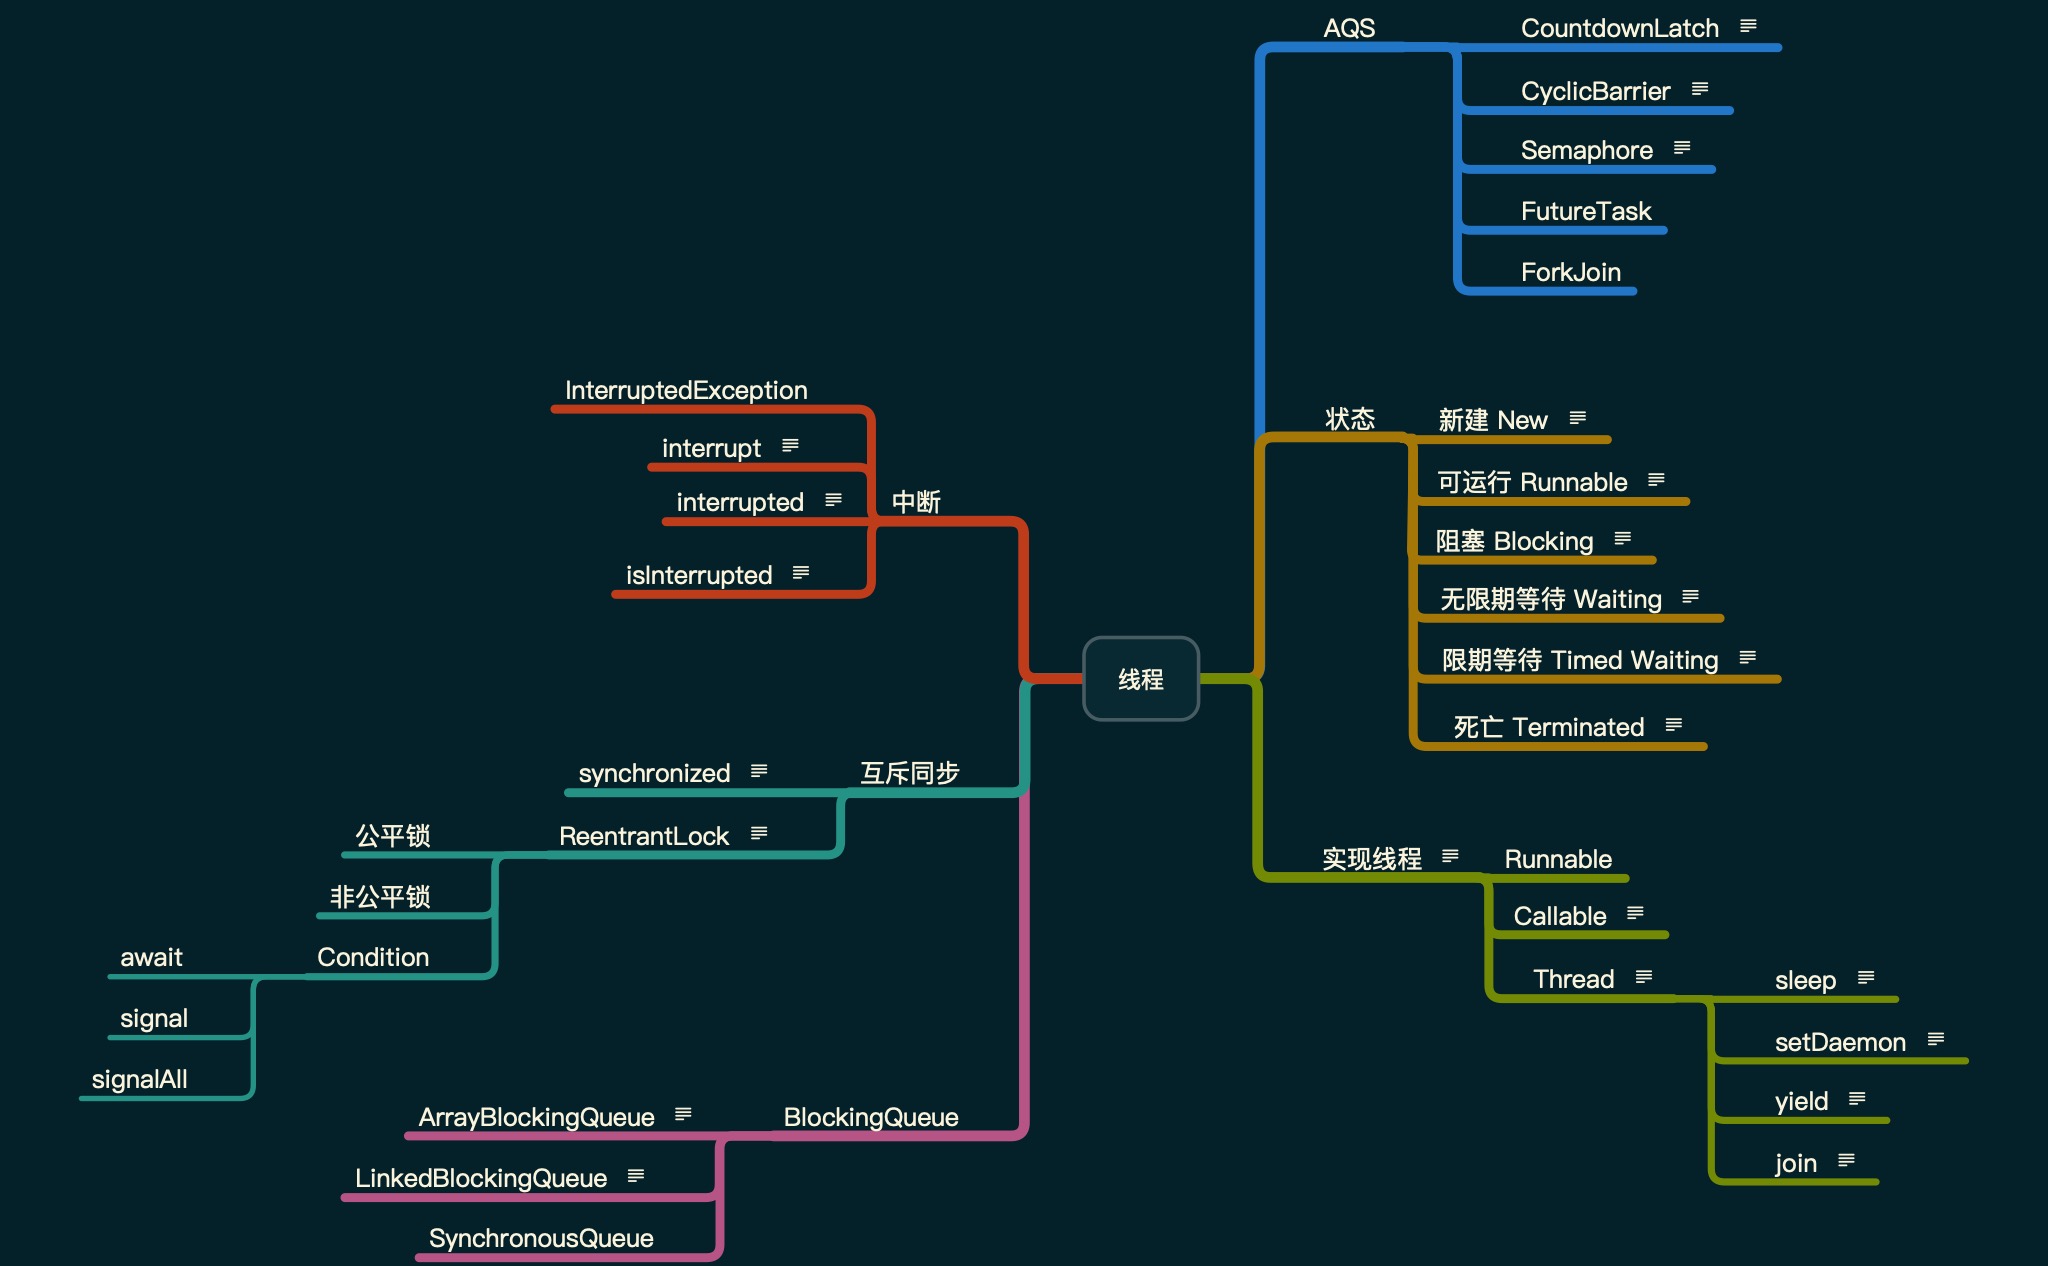 线程
AQS
CountdownLatch
CyclicBarrier
Semaphore
FutureTask
ForkJoin
状态
新建 New
可运行 Runnable
阻塞 Blocking
无限期等待 Waiting
限期等待 Timed Waiting
死亡 Terminated
实现线程
Runnable
Callable
Thread
sleep
setDaemon
yield
join
中断
InterruptedException
interrupt
interrupted
isInterrupted
互斥同步
synchronized
ReentrantLock
公平锁
非公平锁
Condition
await
signal
signalAll
BlockingQueue
ArrayBlockingQueue
LinkedBlockingQueue
SynchronousQueue